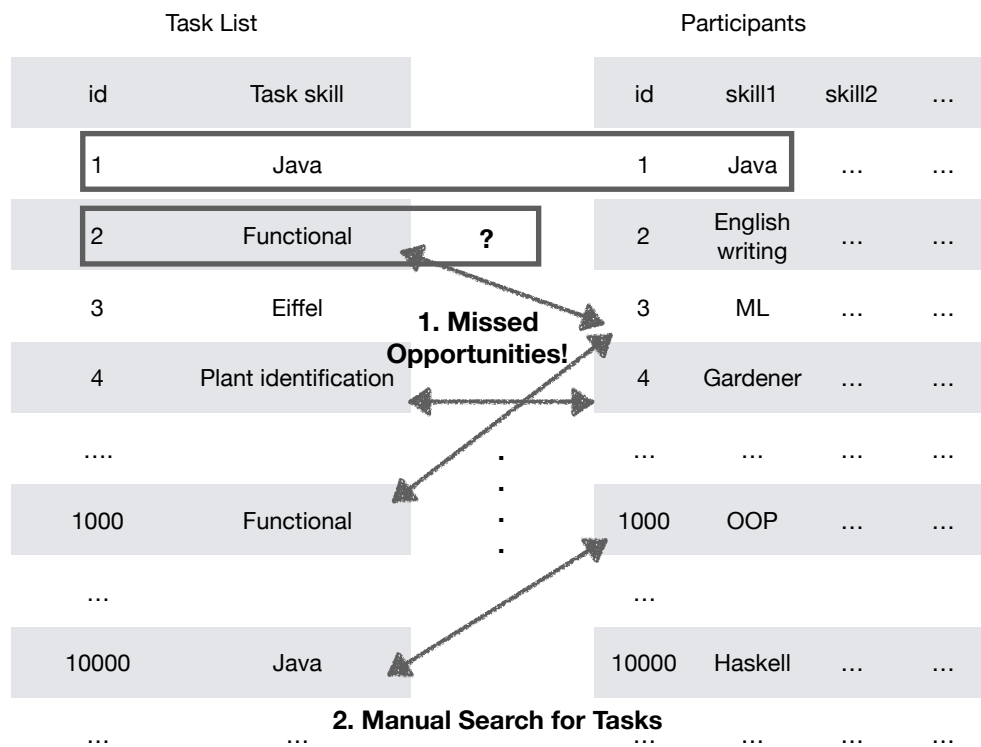 Task List Participants
id Task skill id skill1 skill2 …
1 Java 1 Java … …
2 Functional ? 2 English writing … …
3 Eiffel 3 ML … …
1. Missed
Opportunities!
4 Plant identification 4 Gardener … …
…. … … … …
1000 Functional 1000 OOP … …
… …
10000 Java 10000 Haskell … …
2. Manual Search for Tasks
… … … … … …